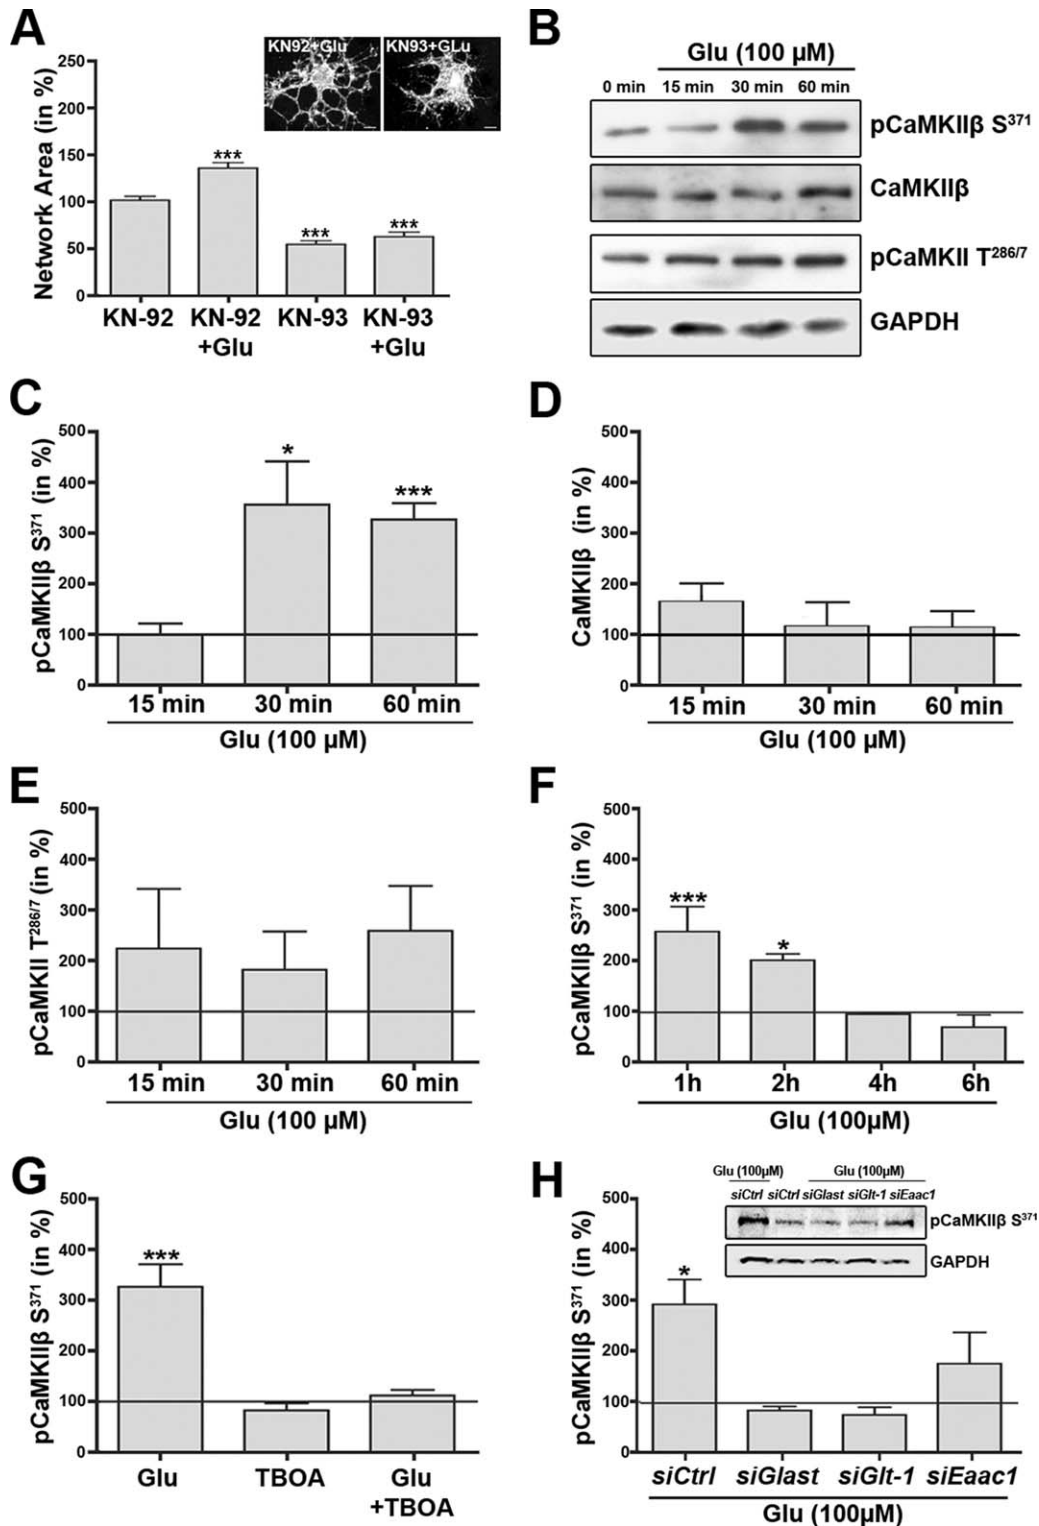 A
Network Area (in %)
250
200
150
100
50
0
KN92+Glu
KN93+GLu
***
***
***
KN-92
KN-92
+Glu
KN-93
KN-93
+Glu
B
Glu (100 µM)
0 min 15 min 30 min 60 min
pCaMKIIβ S³⁷¹
CaMKIIβ
pCaMKII T²⁸⁶/⁷
GAPDH
C
pCaMKIIβ S³⁷¹ (in %)
500
400
300
200
100
0
*
***
15 min 30 min 60 min
Glu (100 µM)
D
CaMKIIβ (in %)
500
400
300
200
100
0
15 min 30 min 60 min
Glu (100 µM)
E
pCaMKII T²⁸⁶/⁷ (in %)
500
400
300
200
100
0
15 min 30 min 60 min
Glu (100 µM)
F
pCaMKIIβ S³⁷¹ (in %)
500
400
300
200
100
0
***
*
1h 2h 4h 6h
Glu (100µM)
G
pCaMKIIβ S³⁷¹ (in %)
500
400
300
200
100
0
***
Glu
TBOA
Glu
+TBOA
H
pCaMKIIβ S³⁷¹ (in %)
500
400
300
200
100
0
Glu (100µM) Glu (100µM)
siCtrl siCtrl siGlast siGlt-1 siEaac1
pCaMKIIβ S³⁷¹
GAPDH
*
siCtrl siGlast siGlt-1 siEaac1
Glu (100µM)